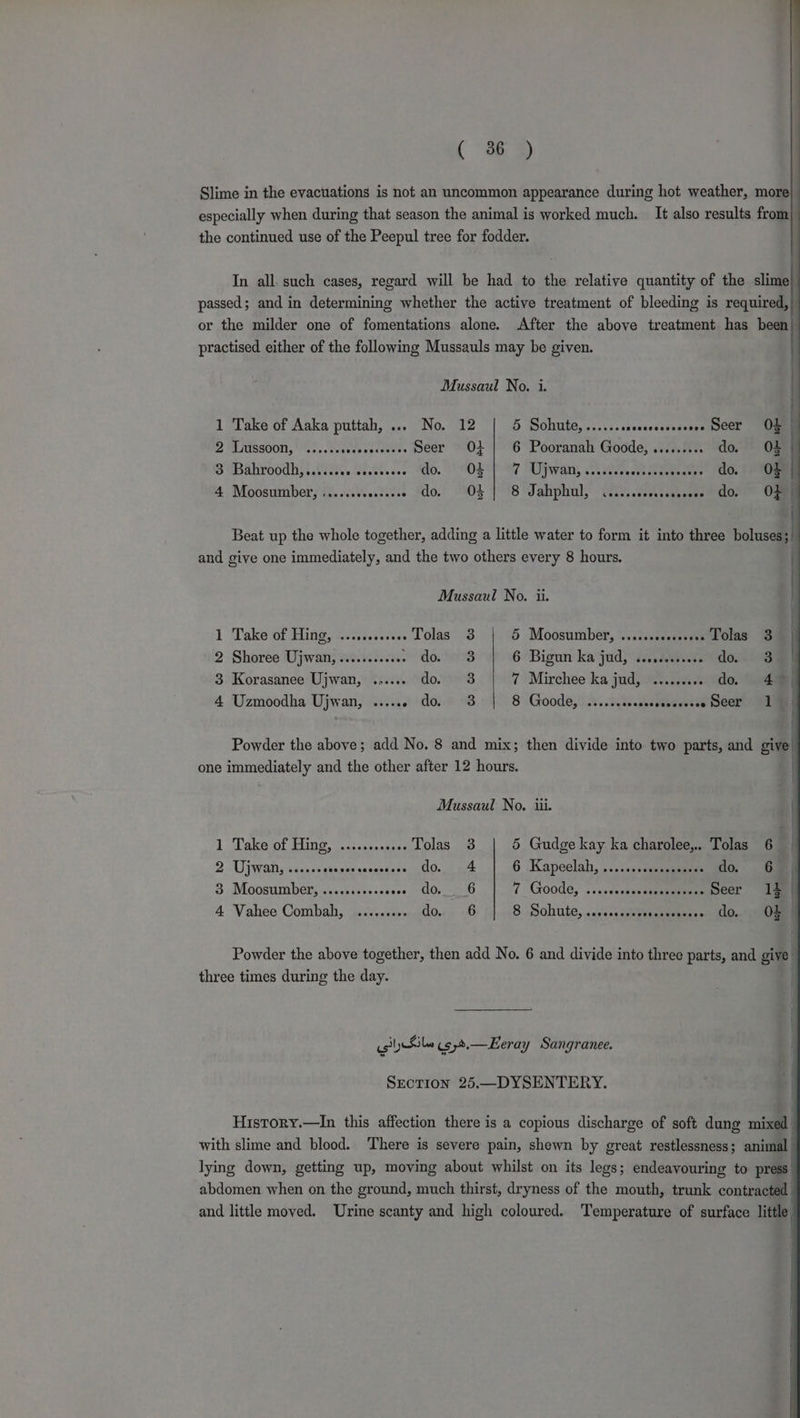 ( 36 )
Slime in the evacuations is not an uncommon appearance during hot weather, more
especially when during that season the animal is worked much. It also results from
the continued use of the Peepul tree for fodder.
In all such cases, regard will be had to the relative quantity of the slime
passed; and in determining whether the active treatment of bleeding is required,
or the milder one of fomentations alone. After the above treatment has been
practised either of the following Mussauls may be given.
Mussaul No. i.
1 Take of Aaka puttah, ... No. 12 | 5 Sohute,..................... Seer 0½
2 Lussoon, .................. Seer 0¼ | 6 Pooranah Goode, ......... do. 0½
3 Bahroodh,................. do. 0½ | 7 Ujwan, ..................... do. 0½
4 Moosumber, ............... do. 0½ | 8 Jahphul, .................. do. 0¼
Beat up the whole together, adding a little water to form it into three boluses;
and give one immediately, and the two others every 8 hours.
Mussaul No. ii.
1 Take of Hing, ............ Tolas 3 | 5 Moosumber, ............... Tolas 3
2 Shoree Ujwan,............ do. 3 | 6 Bigun ka jud, ............ do. 3
3 Korasanee Ujwan, ...... do. 3 | 7 Mirchee ka jud, ......... do. 4
4 Uzmoodha Ujwan, ...... do. 3 | 8 Goode, ..................... Seer 1
Powder the above; add No. 8 and mix; then divide into two parts, and give
one immediately and the other after 12 hours.
Mussaul No. iii.
1 Take of Hing, ............ Tolas 3 | 5 Gudge kay ka charolee,.. Tolas 6
2 Ujwan, ..................... do. 4 | 6 Kapeelah, .................. do. 6
3 Moosumber, ............... do. 6 | 7 Goode, ..................... Seer 1½
4 Vahee Combah, ......... do. 6 | 8 Sohute, ..................... do. 0½
Powder the above together, then add No. 6 and divide into three parts, and give
three times during the day.
—Eeray Sangranee.
SECTION 25.—DYSENTERY.
HISTORY.—In this affection there is a copious discharge of soft dung mixed
with slime and blood. There is severe pain, shewn by great restlessness; animal
lying down, getting up, moving about whilst on its legs; endeavouring to press
abdomen when on the ground, much thirst, dryness of the mouth, trunk contracted
and little moved. Urine scanty and high coloured. Temperature of surface little